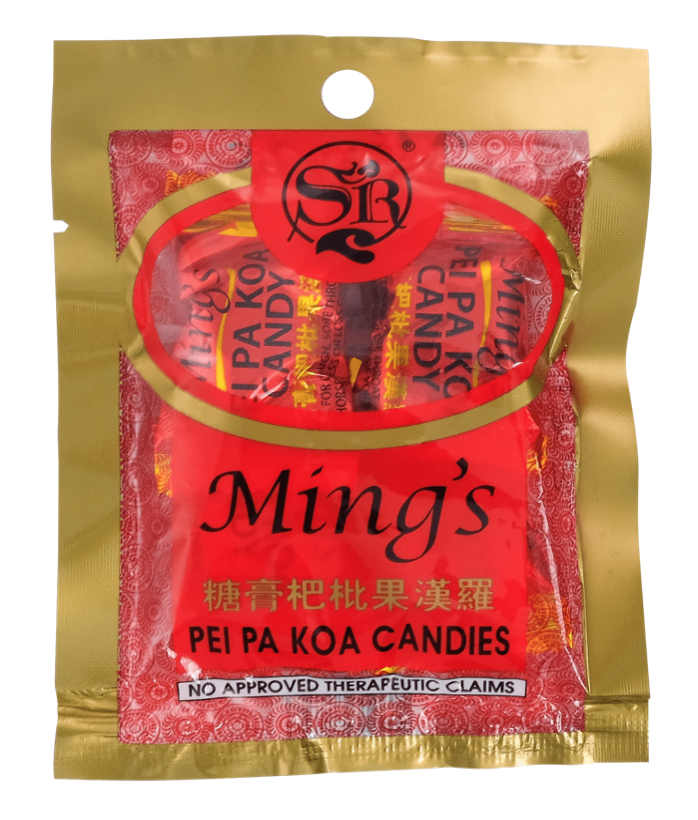 SR
®
Ming's
PEI PA KOA
CANDY
PEI PA KO
CANDY
Ming
Ming's
糖膏杷枇果漢羅
PEI PA KOA CANDIES
NO APPROVED THERAPEUTIC CLAIMS